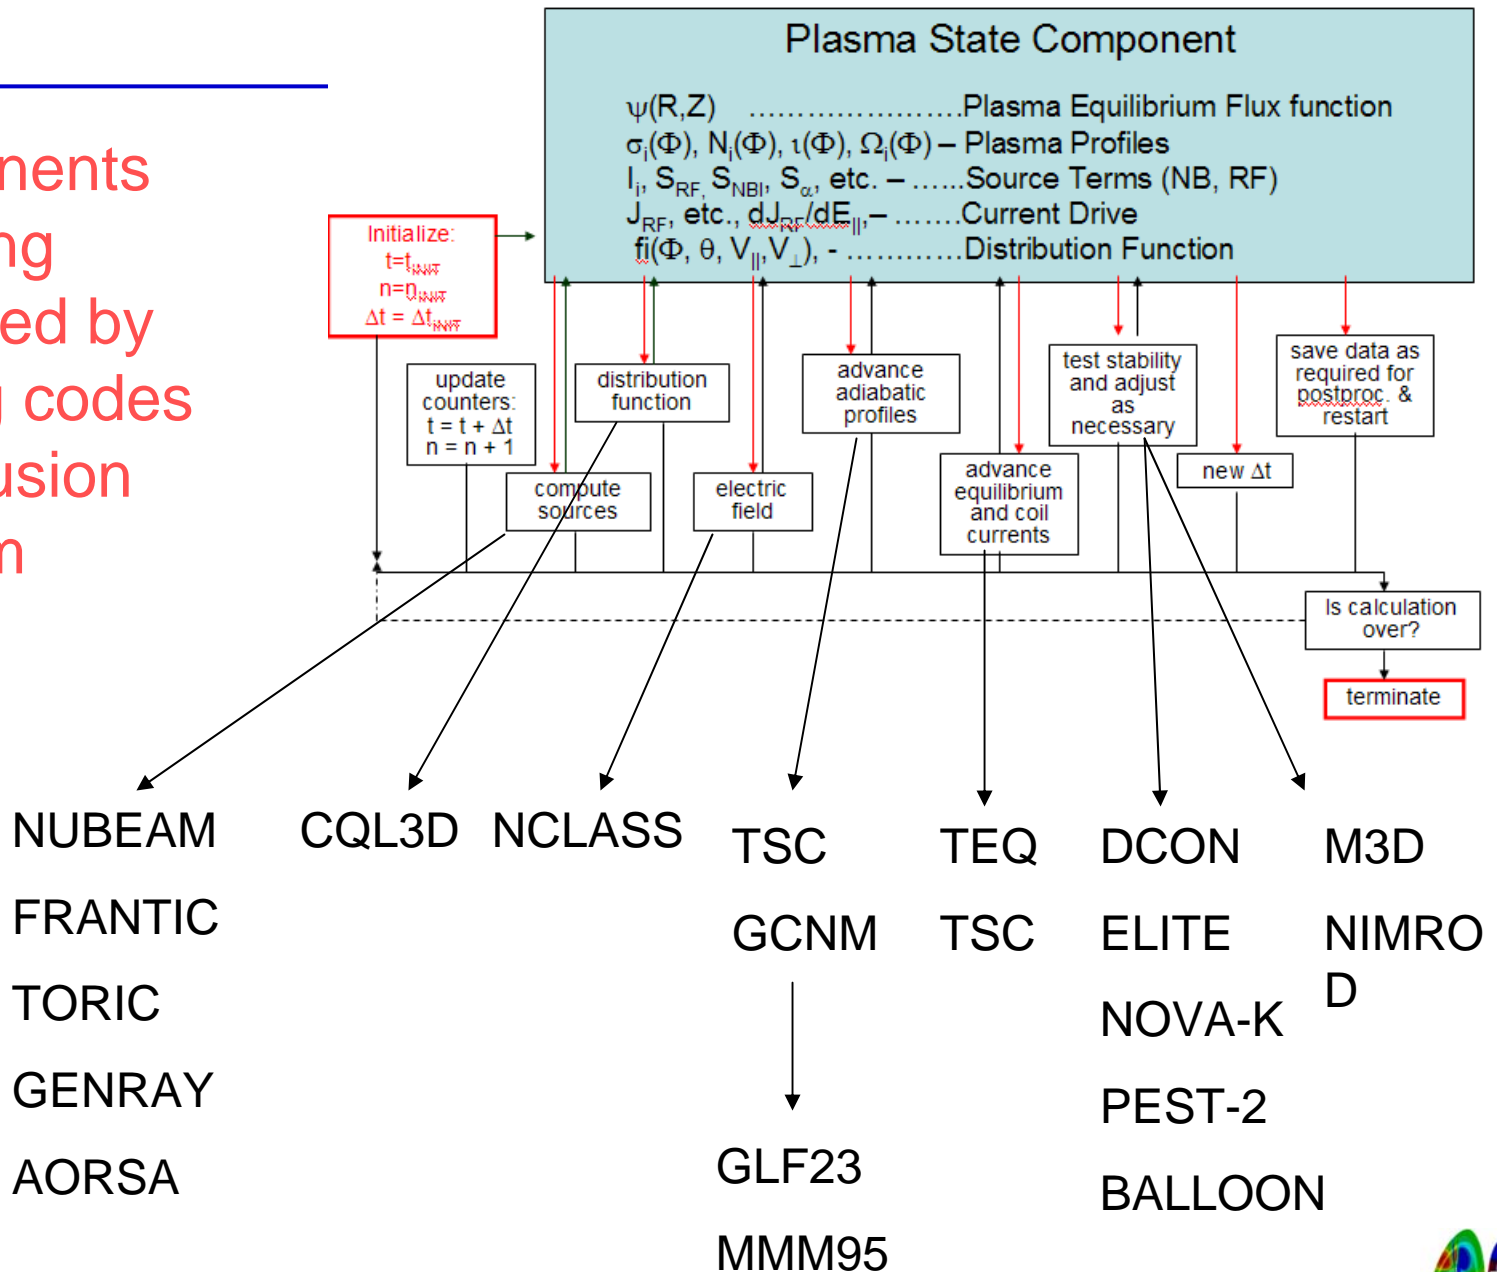 Plasma State Component
ψ(R,Z) .....................Plasma Equilibrium Flux function
σi(Φ), Ni(Φ), ι(Φ), Ωi(Φ) – Plasma Profiles
Ii, SRF, SNBI, Sα, etc. – ......Source Terms (NB, RF)
JRF, etc., dJRF/dE||,– .......Current Drive
fi(Φ, θ, V||,V⊥), - ............Distribution Function
nents
ng
ed by
g codes
usion
m
Initialize:
t=tINIT
n=nINIT
Δt = ΔtINIT
update
counters:
t = t + Δt
n = n + 1
compute
sources
distribution
function
electric
field
advance
adiabatic
profiles
advance
equilibrium
and coil
currents
test stability
and adjust
as
necessary
new Δt
save data as
required for
postproc. &
restart
Is calculation
over?
terminate
NUBEAM
FRANTIC
TORIC
GENRAY
AORSA
CQL3D
NCLASS
TSC
GCNM
GLF23
MMM95
TEQ
TSC
DCON
ELITE
NOVA-K
PEST-2
BALLOON
M3D
NIMRO
D